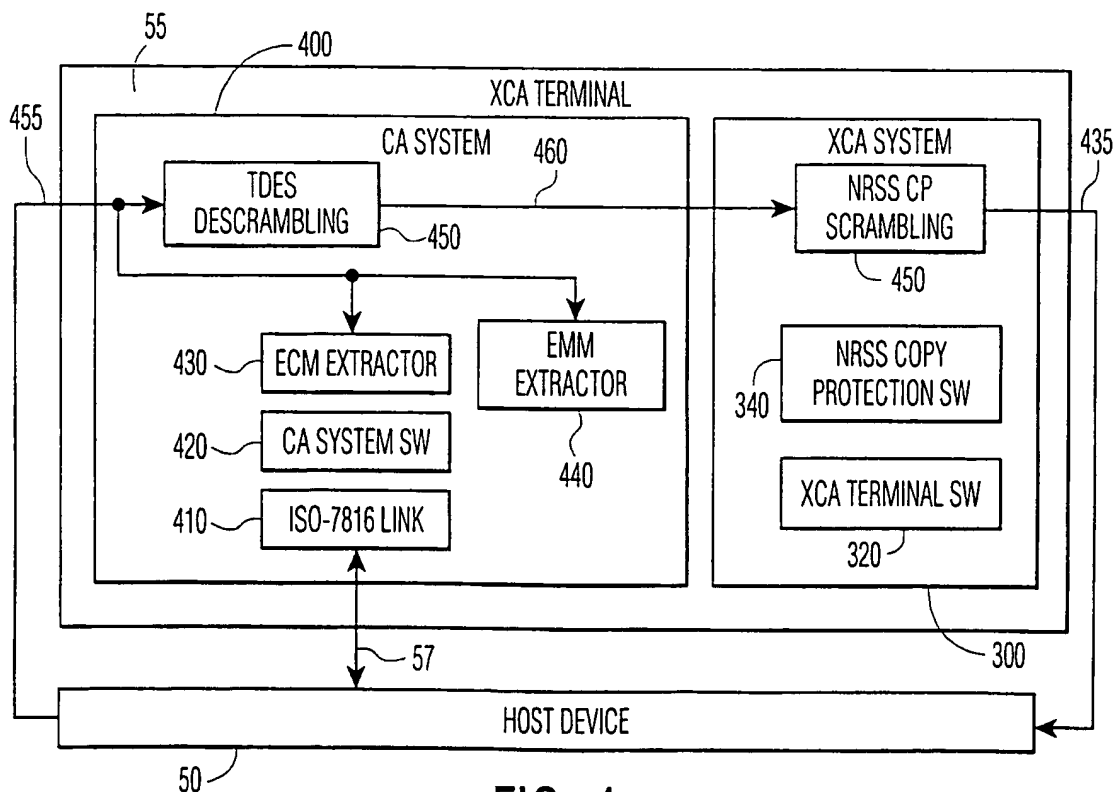 55
400
XCA TERMINAL
455
CA SYSTEM
460
XCA SYSTEM
435
TDES
DESCRAMBLING
450
NRSS CP
SCRAMBLING
450
430
ECM EXTRACTOR
EMM
EXTRACTOR
440
340
NRSS COPY
PROTECTION SW
420
CA SYSTEM SW
410
ISO-7816 LINK
XCA TERMINAL SW
320
57
300
HOST DEVICE
50